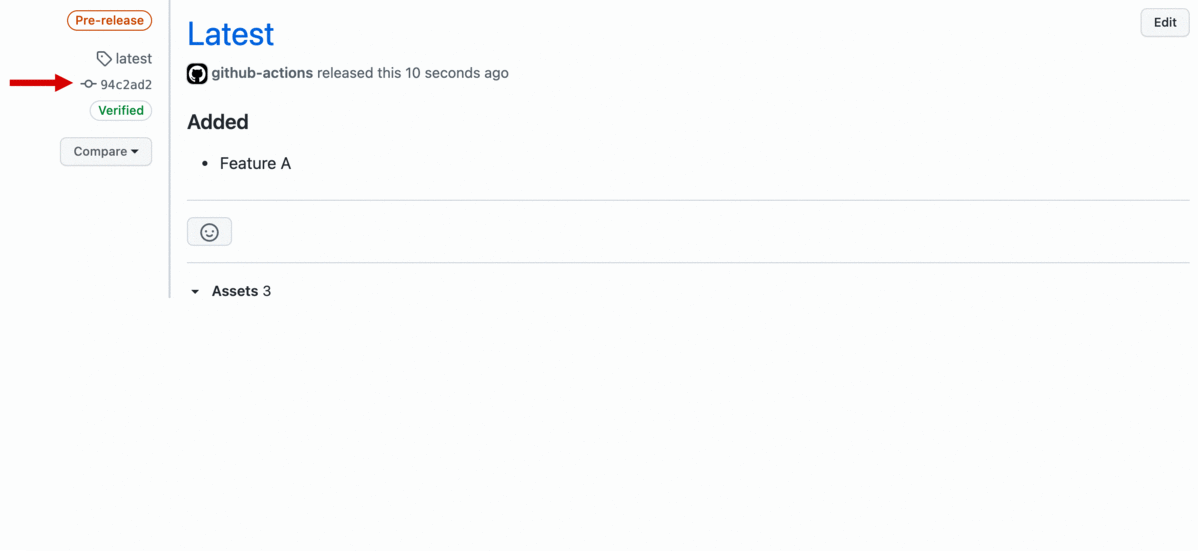 Pre-release
latest
94c2ad2
Verified
Compare
Latest
Edit
github-actions released this 10 seconds ago
Added
• Feature A
Assets 3